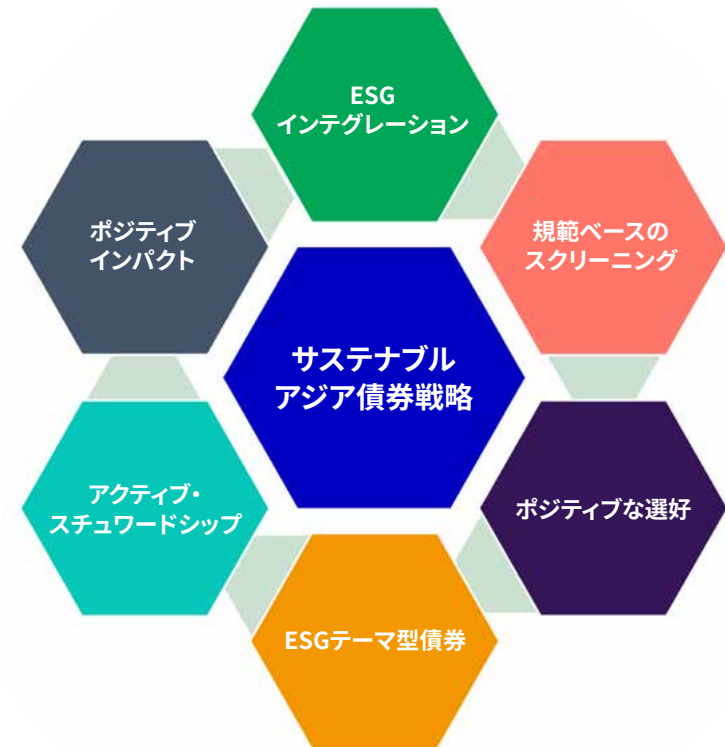 ESG
インテグレーション
ポジティブ
インパクト
規範ベースの
スクリーニング
サステナブル
アジア債券戦略
アクティブ・
スチュワードシップ
ポジティブな選好
ESGテーマ型債券